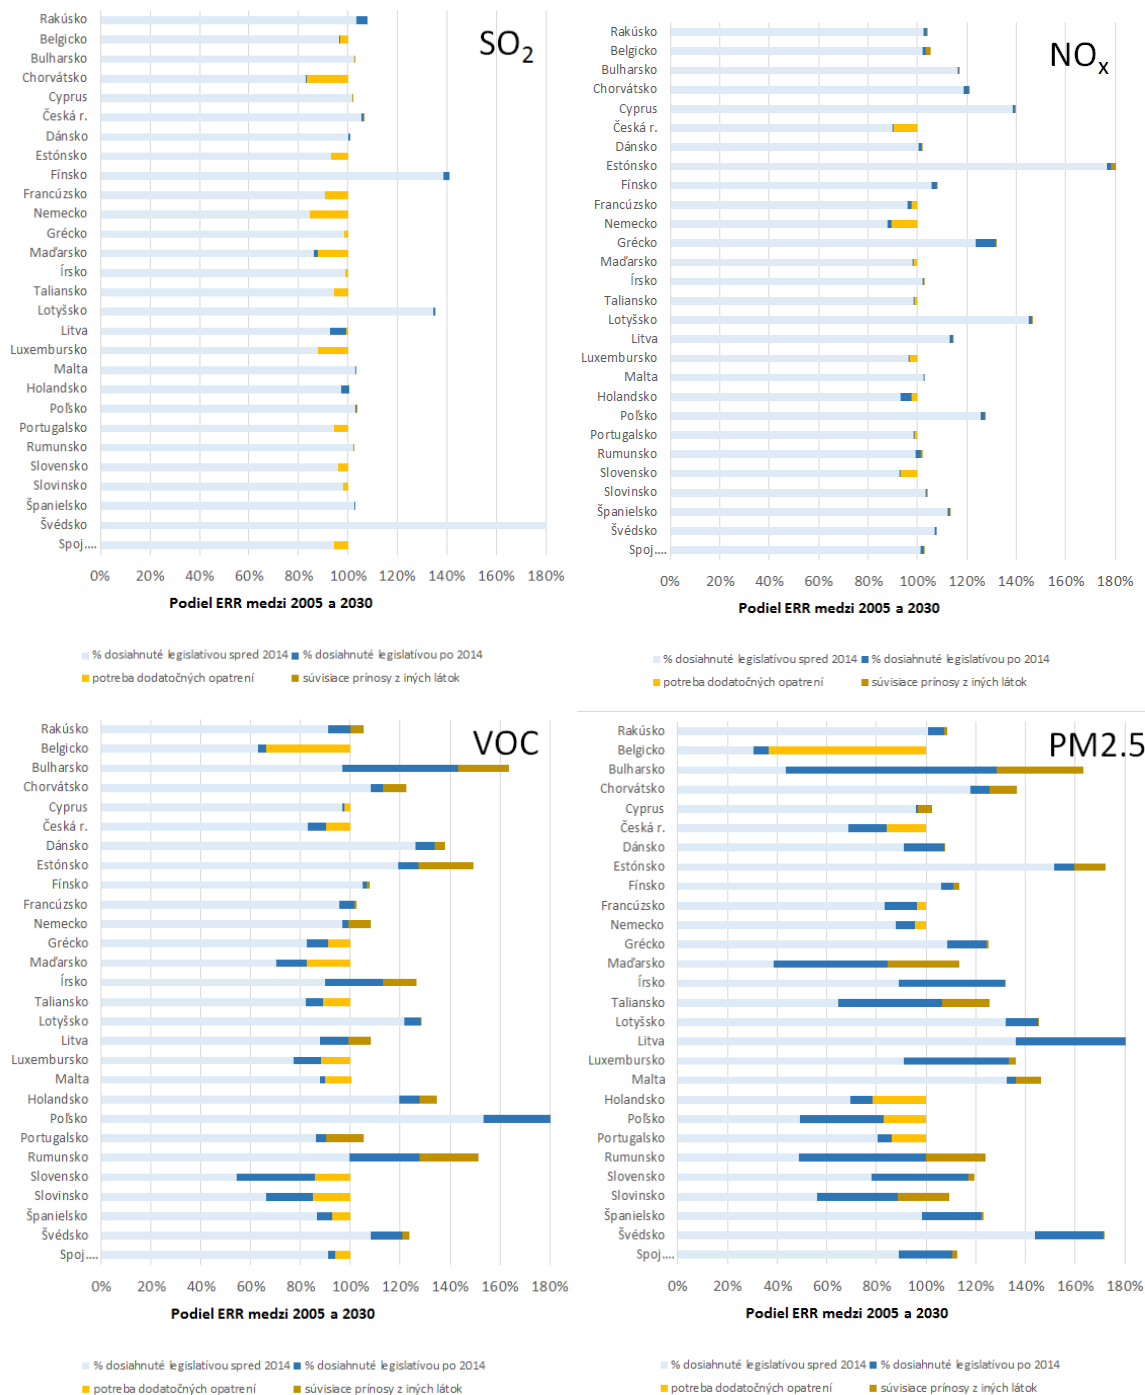 SO2
Rakúsko
Belgicko
Bulharsko
Chorvátsko
Cyprus
Česká r.
Dánsko
Estónsko
Fínsko
Francúzsko
Nemecko
Grécko
Maďarsko
Írsko
Taliansko
Lotyšsko
Litva
Luxembursko
Malta
Holandsko
Poľsko
Portugalsko
Rumunsko
Slovensko
Slovinsko
Španielsko
Švédsko
Spoj....
0% 20% 40% 60% 80% 100% 120% 140% 160% 180%
Podiel ERR medzi 2005 a 2030
% dosiahnuté legislatívou spred 2014 % dosiahnuté legislatívou po 2014
potreba dodatočných opatrení súvisiace prínosy z iných látok
NOx
Rakúsko
Belgicko
Bulharsko
Chorvátsko
Cyprus
Česká r.
Dánsko
Estónsko
Fínsko
Francúzsko
Nemecko
Grécko
Maďarsko
Írsko
Taliansko
Lotyšsko
Litva
Luxembursko
Malta
Holandsko
Poľsko
Portugalsko
Rumunsko
Slovensko
Slovinsko
Španielsko
Švédsko
Spoj....
0% 20% 40% 60% 80% 100% 120% 140% 160% 180%
Podiel ERR medzi 2005 a 2030
% dosiahnuté legislatívou spred 2014 % dosiahnuté legislatívou po 2014
potreba dodatočných opatrení súvisiace prínosy z iných látok
VOC
Rakúsko
Belgicko
Bulharsko
Chorvátsko
Cyprus
Česká r.
Dánsko
Estónsko
Fínsko
Francúzsko
Nemecko
Grécko
Maďarsko
Írsko
Taliansko
Lotyšsko
Litva
Luxembursko
Malta
Holandsko
Poľsko
Portugalsko
Rumunsko
Slovensko
Slovinsko
Španielsko
Švédsko
Spoj....
0% 20% 40% 60% 80% 100% 120% 140% 160% 180%
Podiel ERR medzi 2005 a 2030
% dosiahnuté legislatívou spred 2014 % dosiahnuté legislatívou po 2014
potreba dodatočných opatrení súvisiace prínosy z iných látok
PM2.5
Rakúsko
Belgicko
Bulharsko
Chorvátsko
Cyprus
Česká r.
Dánsko
Estónsko
Fínsko
Francúzsko
Nemecko
Grécko
Maďarsko
Írsko
Taliansko
Lotyšsko
Litva
Luxembursko
Malta
Holandsko
Poľsko
Portugalsko
Rumunsko
Slovensko
Slovinsko
Španielsko
Švédsko
Spoj....
0% 20% 40% 60% 80% 100% 120% 140% 160% 180%
Podiel ERR medzi 2005 a 2030
% dosiahnuté legislatívou spred 2014 % dosiahnuté legislatívou po 2014
potreba dodatočných opatrení súvisiace prínosy z iných látok